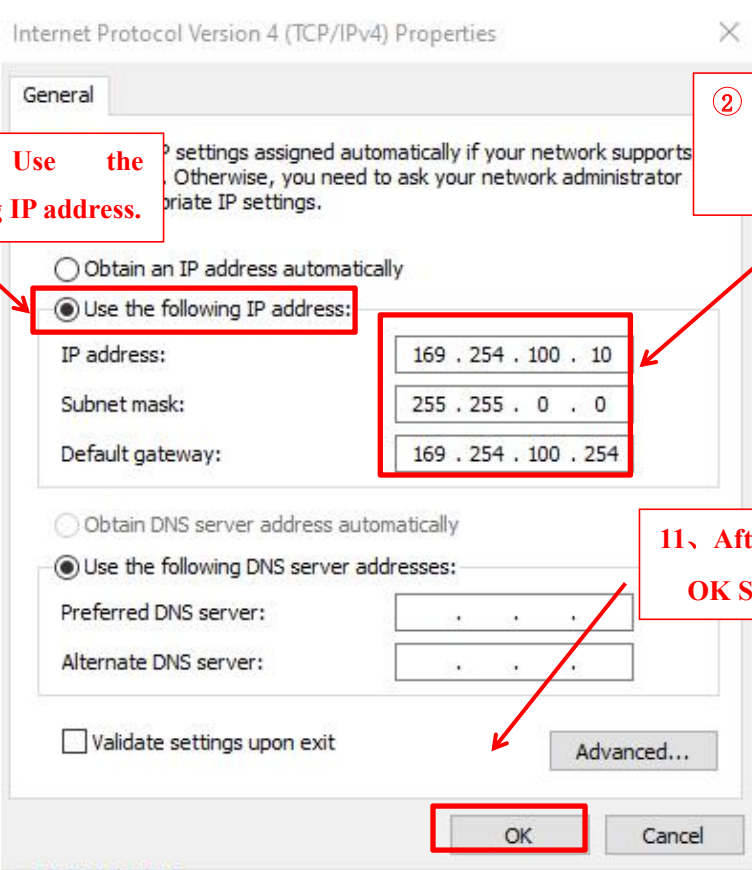 Internet Protocol Version 4 (TCP/IPv4) Properties
General
②
Use the
IP address.
settings assigned automatically if your network supports
. Otherwise, you need to ask your network administrator
IP settings.
Obtain an IP address automatically
Use the following IP address:
IP address: 169 . 254 . 100 . 10
Subnet mask: 255 . 255 . 0 . 0
Default gateway: 169 . 254 . 100 . 254
Obtain DNS server address automatically
11、Aft
OK S
Use the following DNS server addresses:
Preferred DNS server: . . .
Alternate DNS server: . . .
Validate settings upon exit
Advanced...
OK Cancel